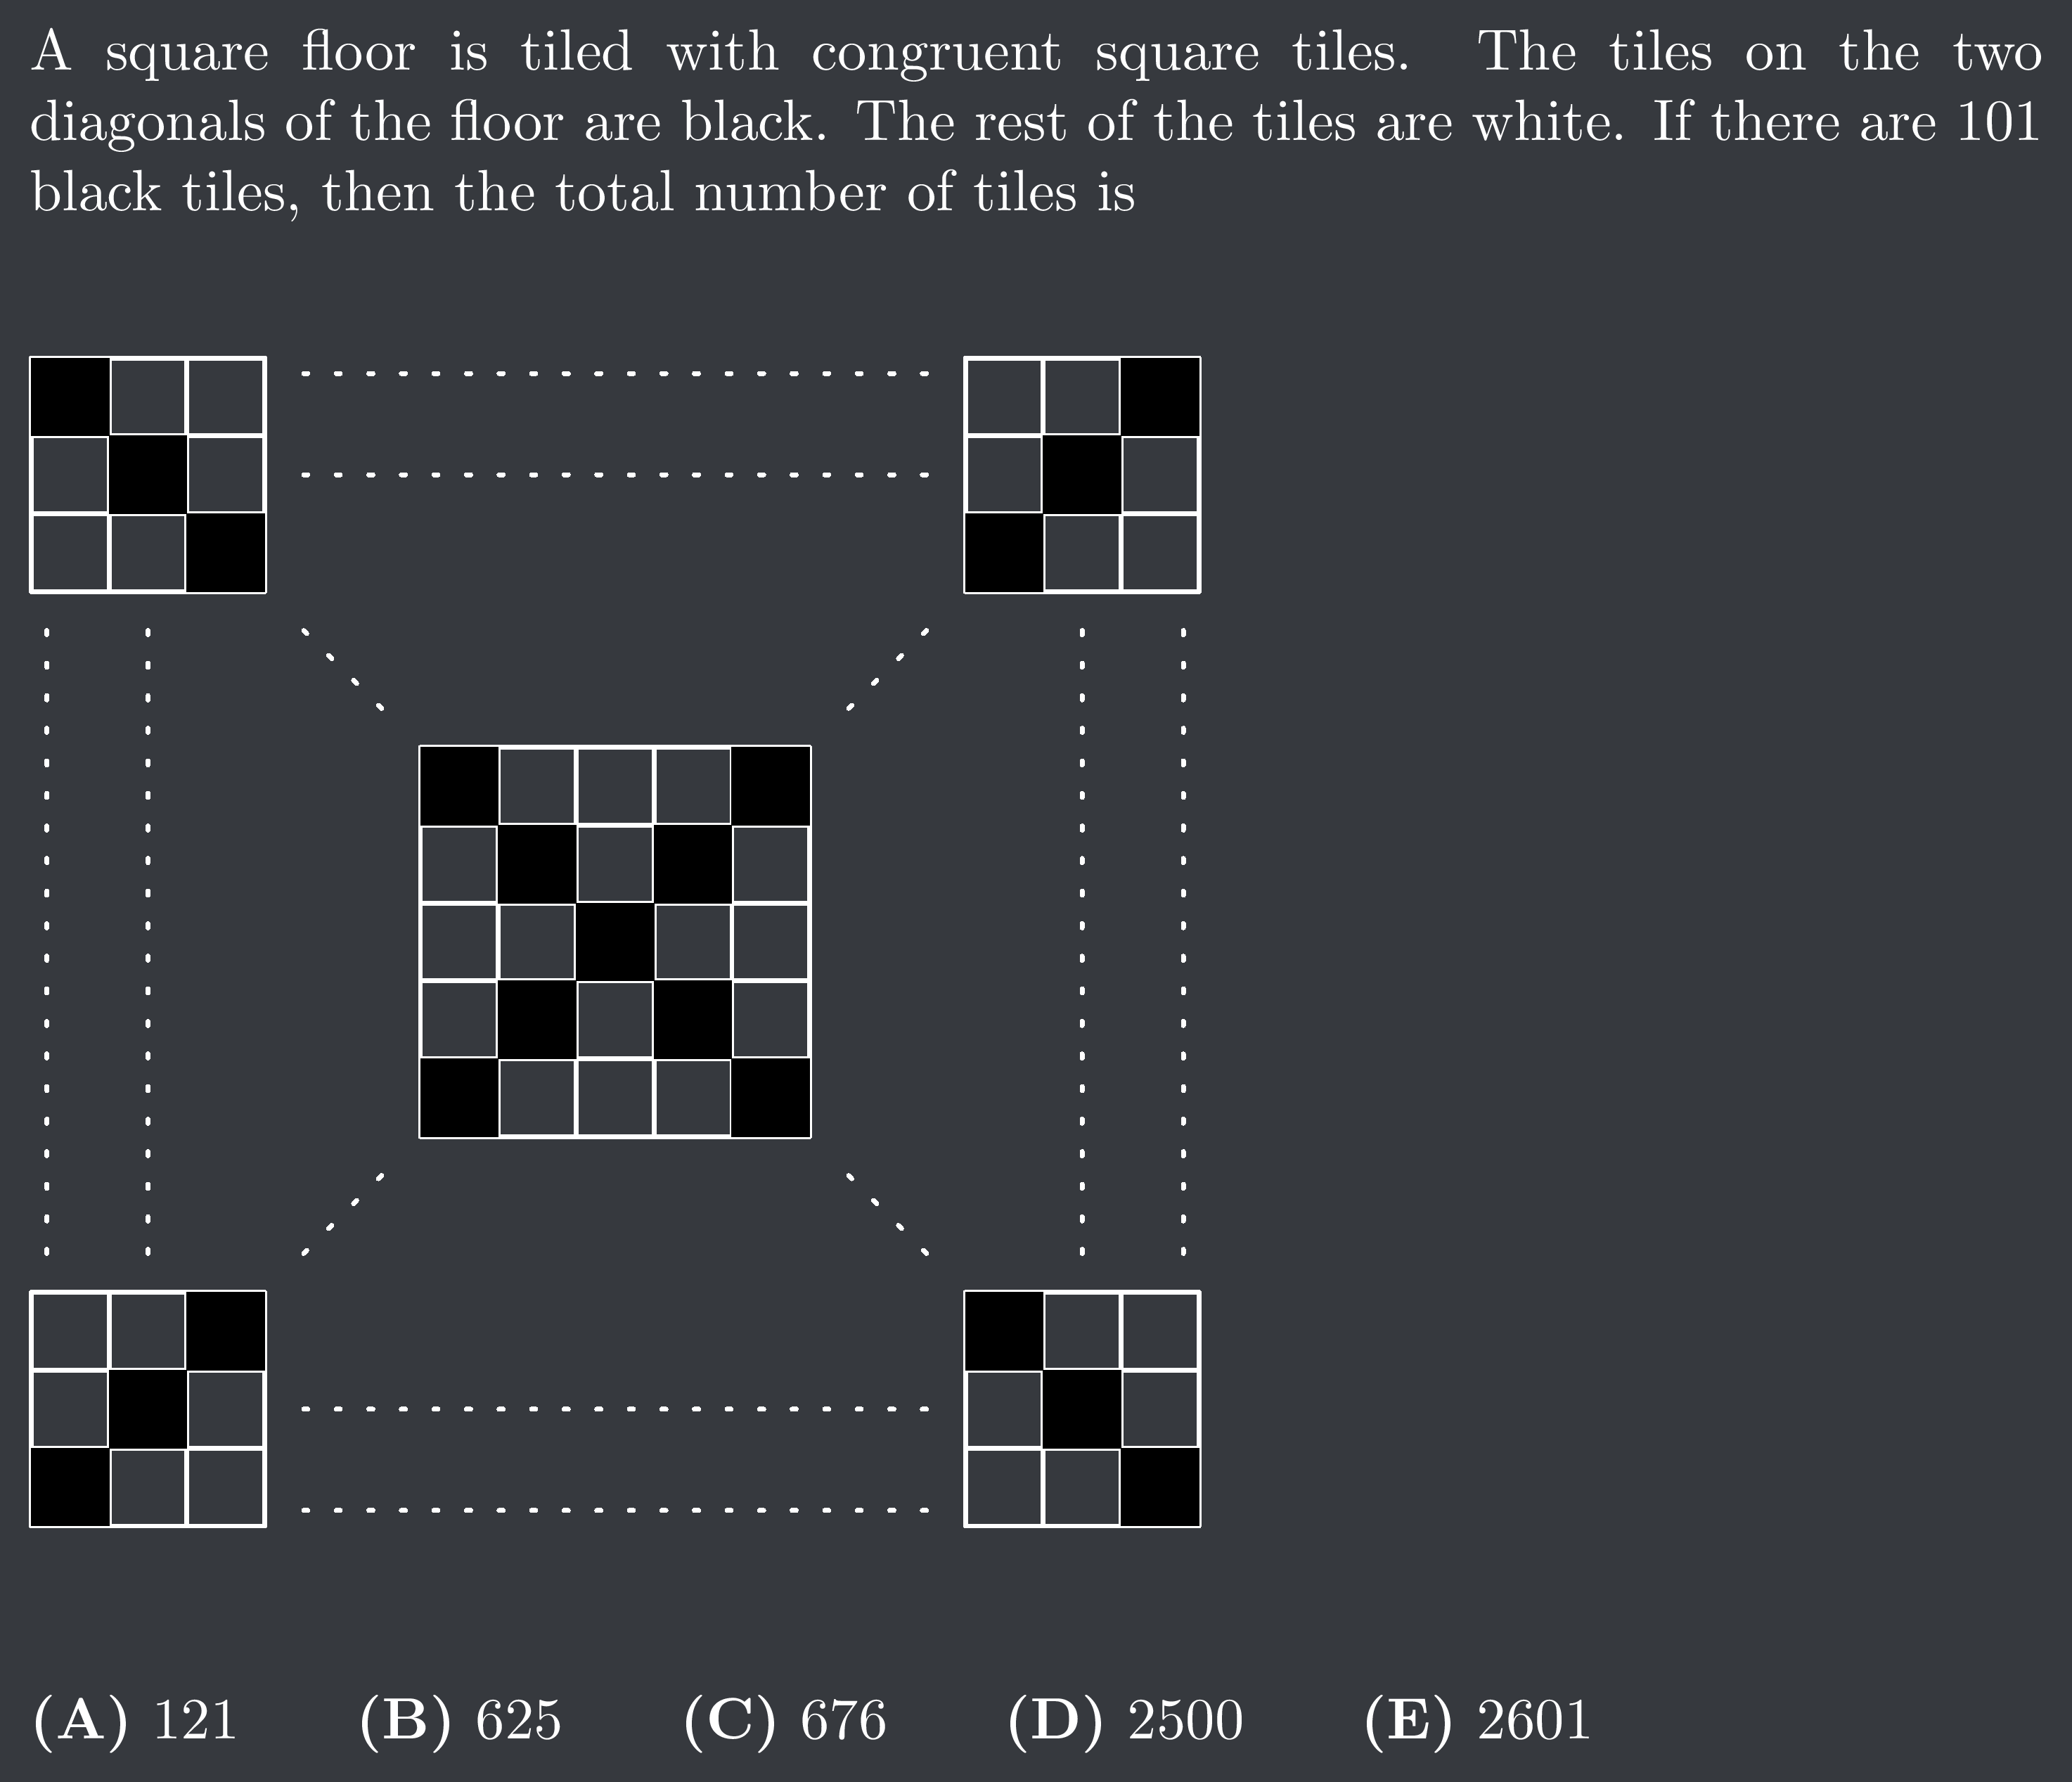 A square floor is tiled with congruent square tiles. The tiles on the two
diagonals of the floor are black. The rest of the tiles are white. If there are 101
black tiles, then the total number of tiles is
(A) 121 (B) 625 (C) 676 (D) 2500 (E) 2601